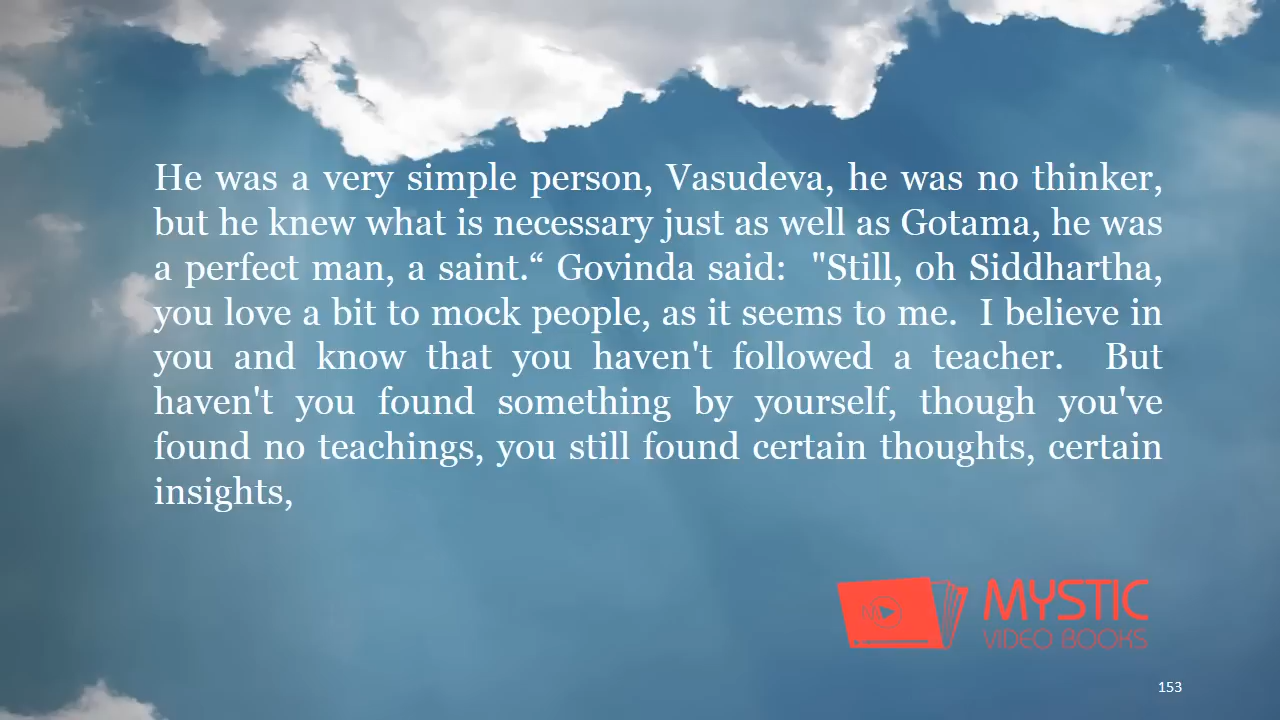 He was a very simple person, Vasudeva, he was no thinker,
but he knew what is necessary just as well as Gotama, he was
a perfect man, a saint.“ Govinda said:  "Still, oh Siddhartha,
you love a bit to mock people, as it seems to me.  I believe in
you and know that you haven't followed a teacher.  But
haven't you found something by yourself, though you've
found no teachings, you still found certain thoughts, certain
insights,
MYSTIC
VIDEO BOOKS
153